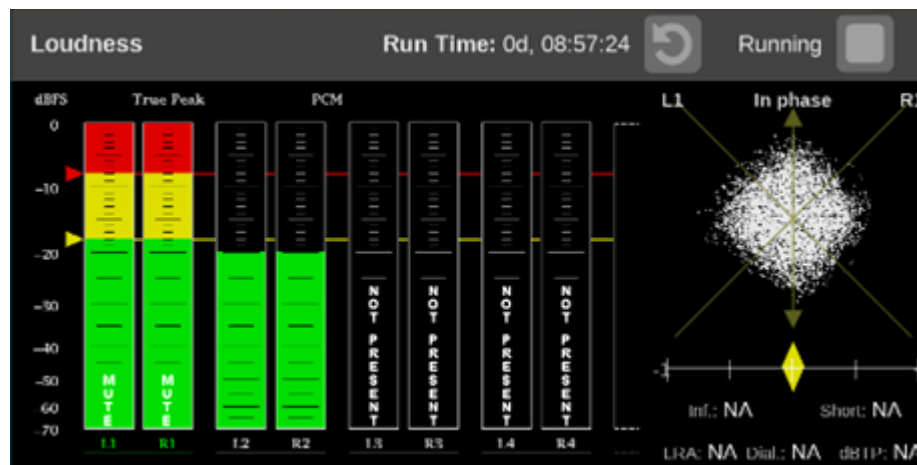 Loudness Run Time: 0d, 08:57:24 Running
dBFS True Peak PCM
L1 In phase
0
-10
-20
-30
-40
-50
-60
-70
MUTE
MUTE
NOT PRESENT
NOT PRESENT
NOT PRESENT
NOT PRESENT
L1 R1 L2 R2 L3 R3 L4 R4
-1
Inf.: NA Short: NA
LRA: NA Dial.: NA dBTP: NA